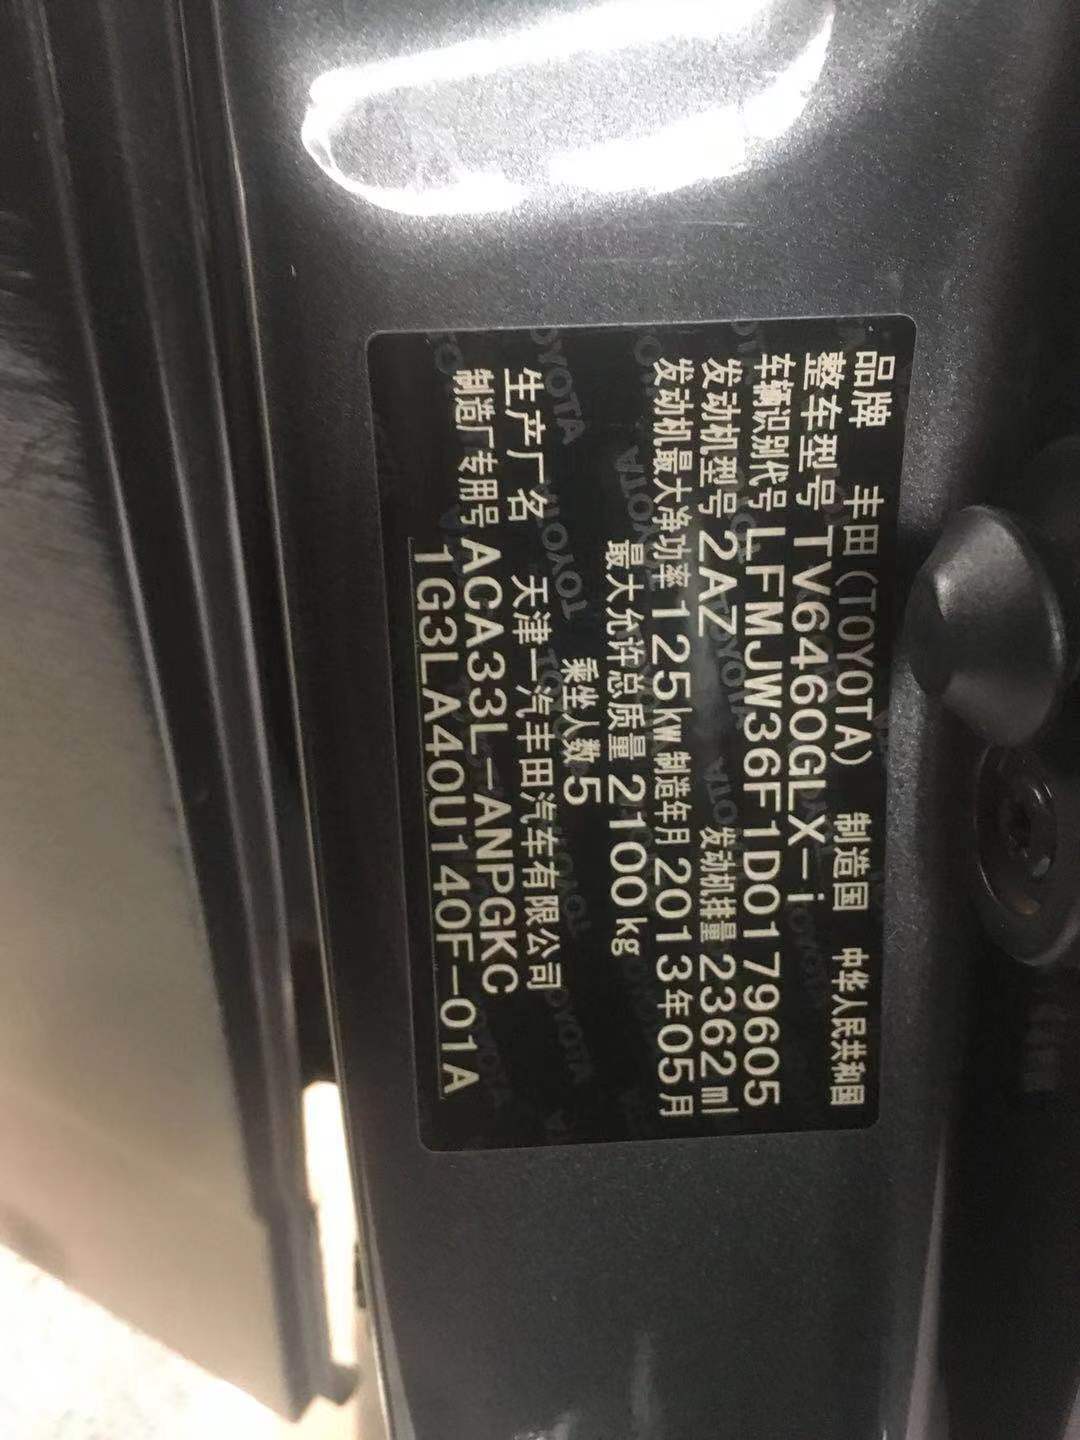 品牌 丰田(TOYOTA) 制造国 中华人民共和国
整车型号 TV6460GLX-i
车辆识别代号 LFMJW36F1D0179605
发动机型号 2AZ 发动机排量 2362ml
发动机最大净功率 125kw 制造年月 2013年05月
最大允许总质量 2100kg
乘坐人数 5
生产厂名 天津一汽丰田汽车有限公司
制造厂专用号 ACA33L-ANPGKC
1G3LA40U140F-01A